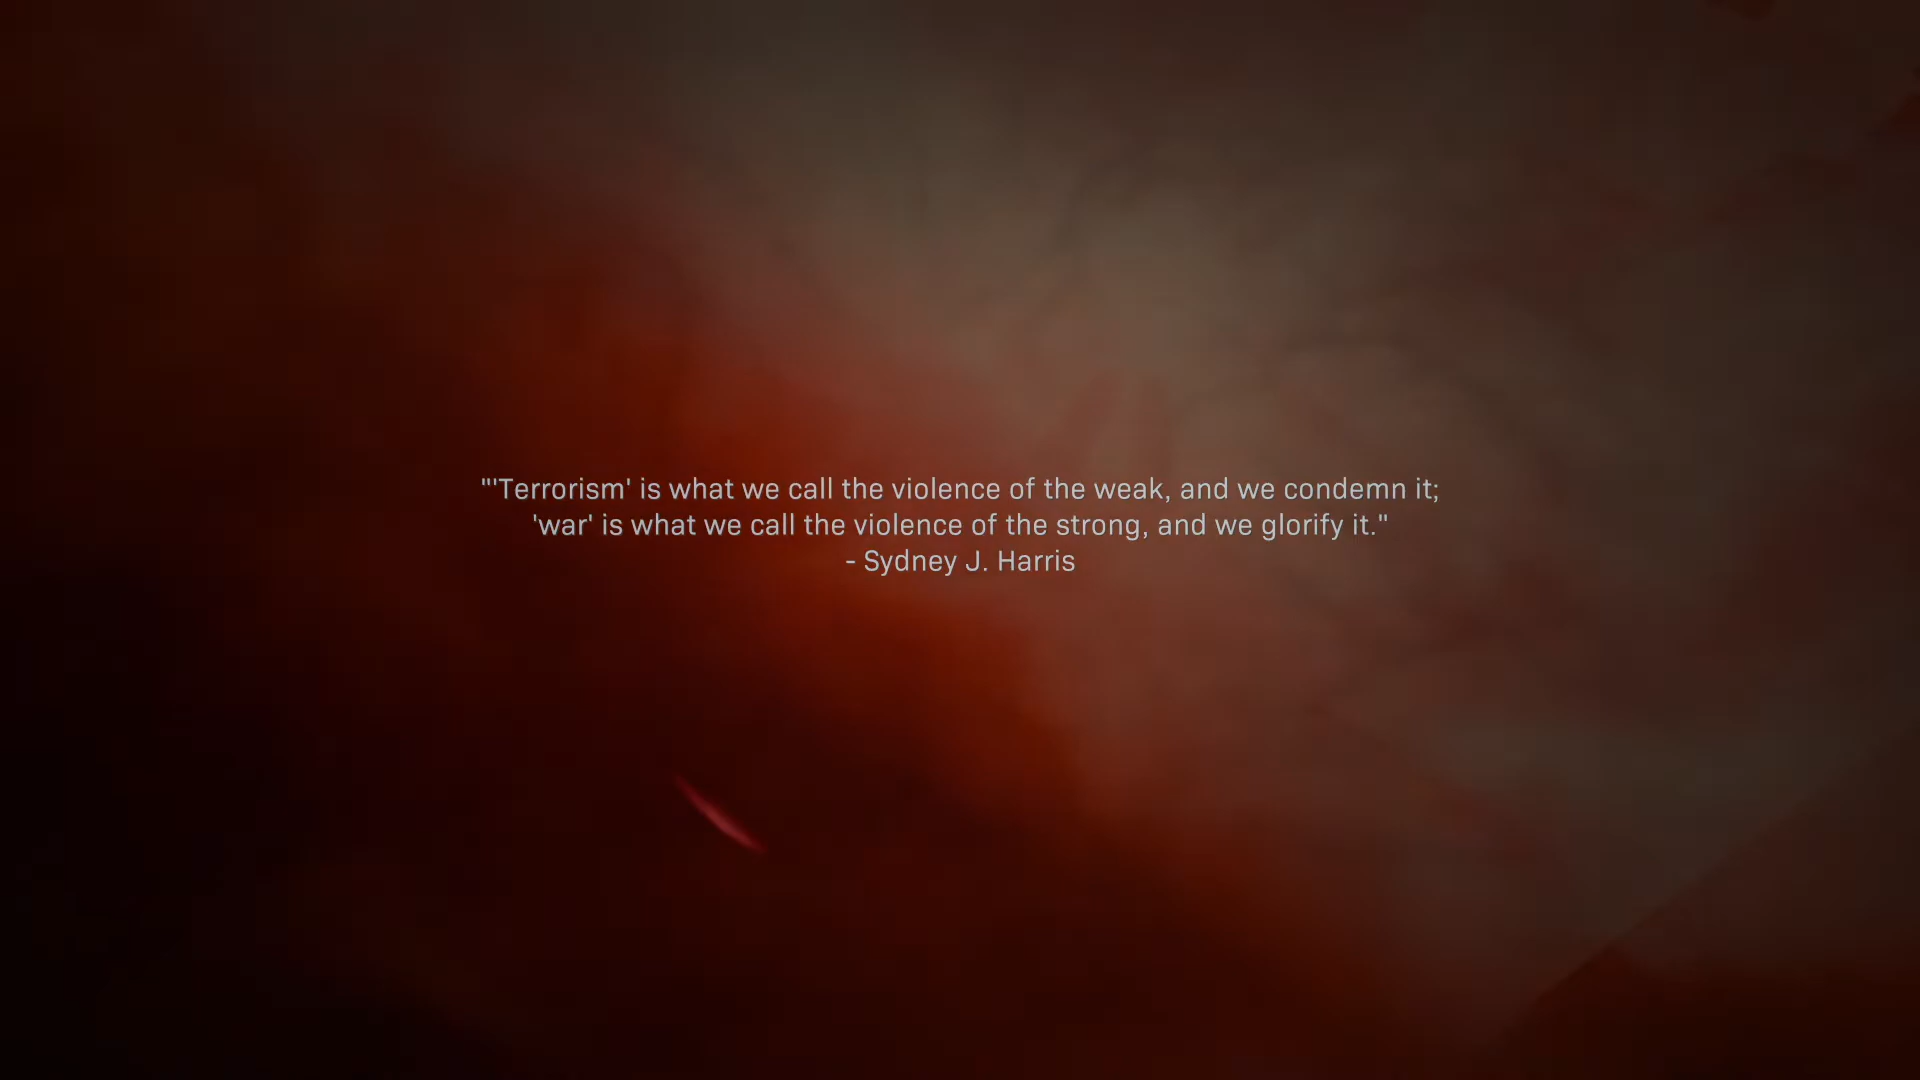 "'Terrorism' is what we call the violence of the weak, and we condemn it;
'war' is what we call the violence of the strong, and we glorify it."
- Sydney J. Harris